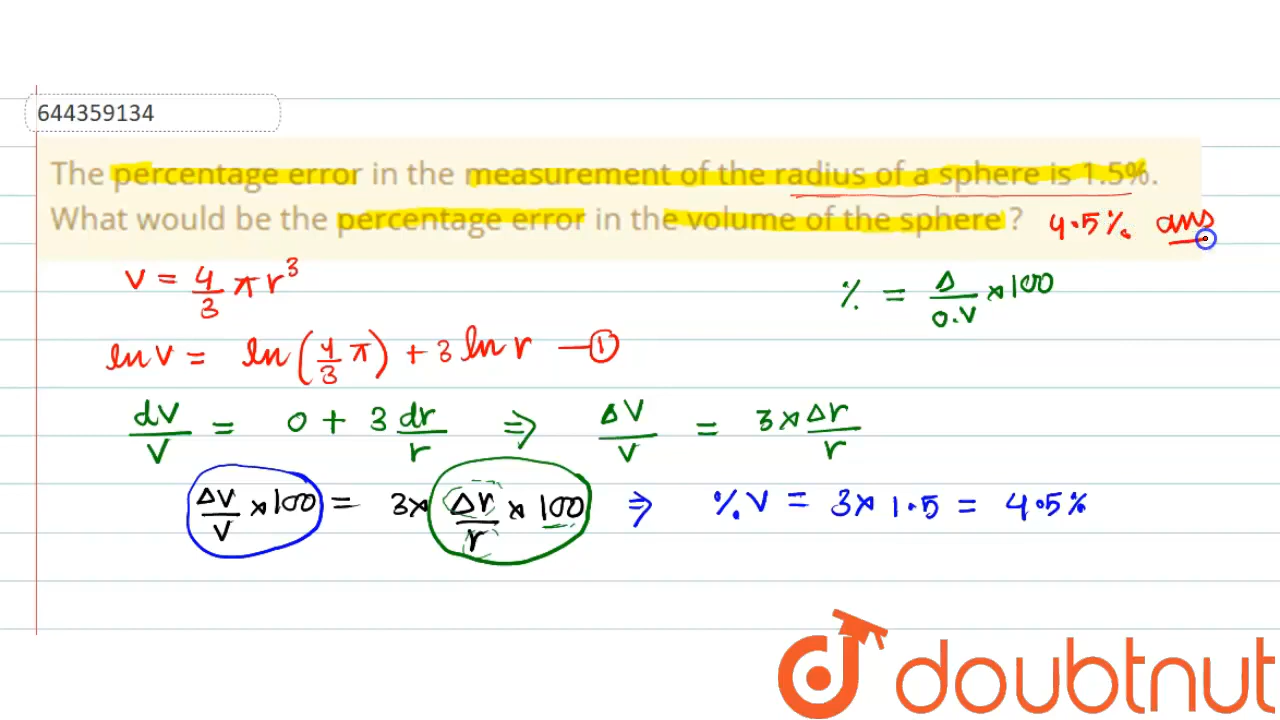 644359134
The percentage error in the measurement of the radius of a sphere is 1.5%.
What would be the percentage error in the volume of the sphere ? 4.5% ans
V = 4/3 π r³
% = Δ/O.V × 100
ln V = ln (4/3 π) + 3 ln r — ①
dV/V = 0 + 3 dr/r ⇒ ΔV/V = 3 × Δr/r
ΔV/V × 100 = 3 × Δr/r × 100 ⇒ % V = 3 × 1.5 = 4.5%
doubtnut